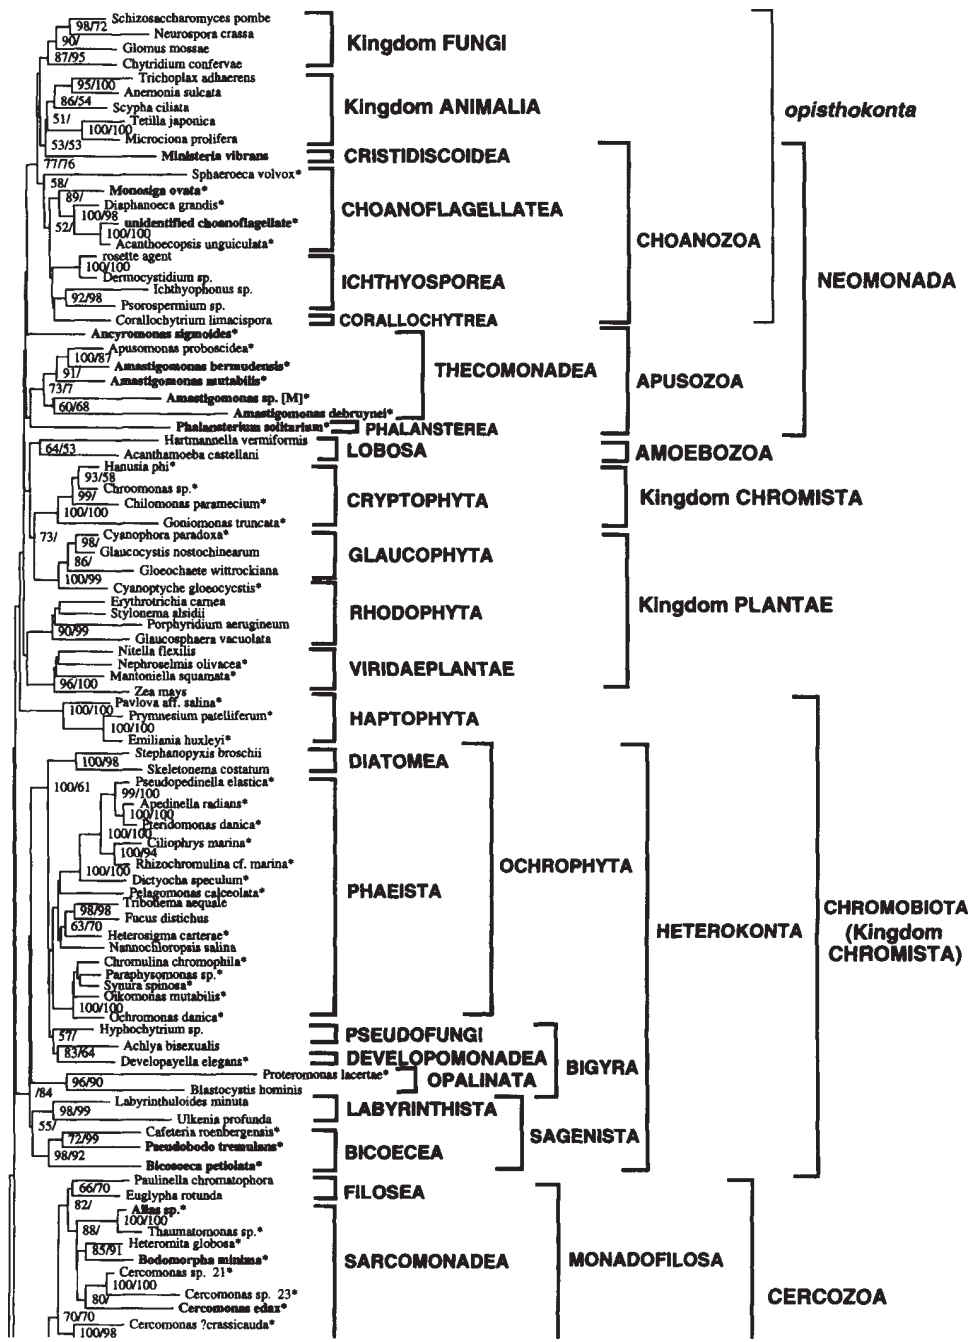 Schizosaccharomyces pombe
98/72
Neurospora crassa
90/
Glomus mossae
87/95
Chytridium confervae
Kingdom FUNGI
Trichoplax adhaerens
95/100
Anemonia sulcata
86/54
Scypha ciliata
51/
Tetilla japonica
100/100
Microciona prolifera
53/53
Kingdom ANIMALIA
opisthokonta
Ministeria vibrans
77/76
CRISTIDISCOIDEA
Sphaeroeca volvox*
58/
Monosiga ovata*
89/
Diaphanoeca grandis*
100/98
unidentified choanoflagellate*
52/
100/100
Acanthoecopsis unguiculata*
CHOANOFLAGELLATEA
rosette agent
100/100
Dermocystidium sp.
Ichthyophonus sp.
92/98
Psorospermium sp.
ICHTHYOSPOREA
Corallochytrium limacispora
CORALLOCHYTREA
CHOANOZOA
NEOMONADA
Ancyromonas sigmoides*
Apusomonas proboscidea*
100/87
Amastigomonas bermudensis*
91/
Amastigomonas mutabilis*
73/7
Amastigomonas sp. [M]*
60/68
Amastigomonas debruynei*
THECOMONADEA
APUSOZOA
Phalansterium solitarium*
PHALANSTEREA
Hartmannella vermiformis
64/53
Acanthamoeba castellani
LOBOSA
AMOEBOZOA
Hanusia phi*
93/58
Chroomonas sp.*
99/
Chilomonas paramecium*
100/100
Goniomonas truncata*
CRYPTOPHYTA
Kingdom CHROMISTA
73/
Cyanophora paradoxa*
98/
Glaucocystis nostochinearum
86/
Gloeochaete wittrockiana
100/99
Cyanoptyche gloeocycstis*
GLAUCOPHYTA
Erythrotrichia carnea
Stylonema alsidii
Porphyridium aerugineum
90/99
Glaucosphaera vacuolata
RHODOPHYTA
Kingdom PLANTAE
Nitella flexilis
Nephroselmis olivacea*
Mantoniella squamata*
96/100
Zea mays
VIRIDAEPLANTAE
Pavlova aff. salina*
100/100
Prymnesium patelliferum*
100/100
Emiliania huxleyi*
HAPTOPHYTA
Stephanopyxis broschii
100/98
Skeletonema costatum
DIATOMEA
100/61
Pseudopedinella elastica*
99/100
Apedinella radians*
100/100
Pteridomonas danica*
100/100
Ciliophrys marina*
100/94
Rhizochromulina cf. marina*
100/100
Dictyocha speculum*
Pelagomonas calceolata*
Tribonema aequale
98/98
Fucus distichus
63/70
Heterosigma carterae*
Nannochloropsis salina
Chromulina chromophila*
Paraphysomonas sp.*
Synura spinosa*
Oikomonas mutabilis*
100/100
Ochromonas danica*
PHAEISTA
OCHROPHYTA
HETEROKONTA
CHROMOBIOTA
(Kingdom
CHROMISTA)
Hyphochytrium sp.
57/
Achlya bisexualis
83/64
Developayella elegans*
PSEUDOFUNGI
DEVELOPOMONADEA
Proteromonas lacertae*
96/90
Blastocystis hominis
OPALINATA
BIGYRA
/84
Labyrinthuloides minuta
98/99
Ulkenia profunda
55/
LABYRINTHISTA
Cafeteria roenbergensis*
72/99
Pseudobodo tremulans*
98/92
Bicosoeca petiolata*
BICOECEA
SAGENISTA
Paulinella chromatophora
66/70
Euglypha rotunda
82/
FILOSEA
Allas sp.*
100/100
Thaumatomonas sp.*
88/
Heteromita globosa*
85/91
Bodomorpha minima*
Cercomonas sp. 21*
100/100
Cercomonas sp. 23*
80/
Cercomonas edax*
70/70
Cercomonas ?crassicauda*
100/98
SARCOMONADEA
MONADOFILOSA
CERCOZOA